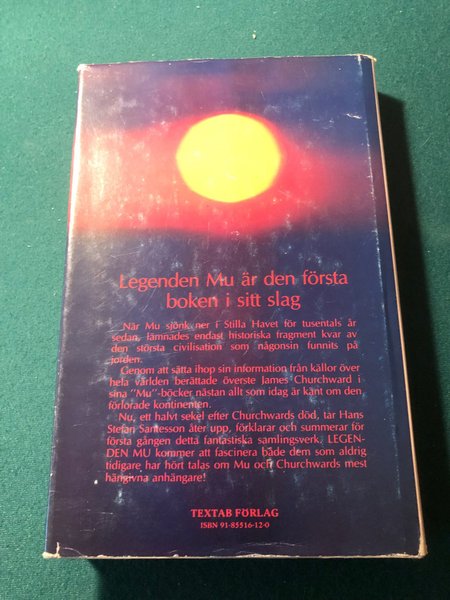 Legenden Mu är den första
boken i sitt slag
När Mu sjönk ner i Stilla Havet för tusentals år
sedan, lämnades endast historiska fragment kvar av
den största civilisation som någonsin funnits på
jorden.
Genom att sätta ihop sin information från källor över
hela världen berättade överste James Churchward i
sina "Mu"-böcker nästan allt som idag är känt om den
förlorade kontinenten.
Nu, ett halvt sekel efter Churchwards död, tar Hans
Stefan Santesson åter upp, förklarar och summerar för
första gången detta fantastiska samlingsverk. LEGEN-
DEN MU kommer att fascinera både dem som aldrig
tidigare har hört talas om Mu och Churchwards mest
hängivna anhängare!
TEXTAB FÖRLAG
ISBN 91-85516-12-0